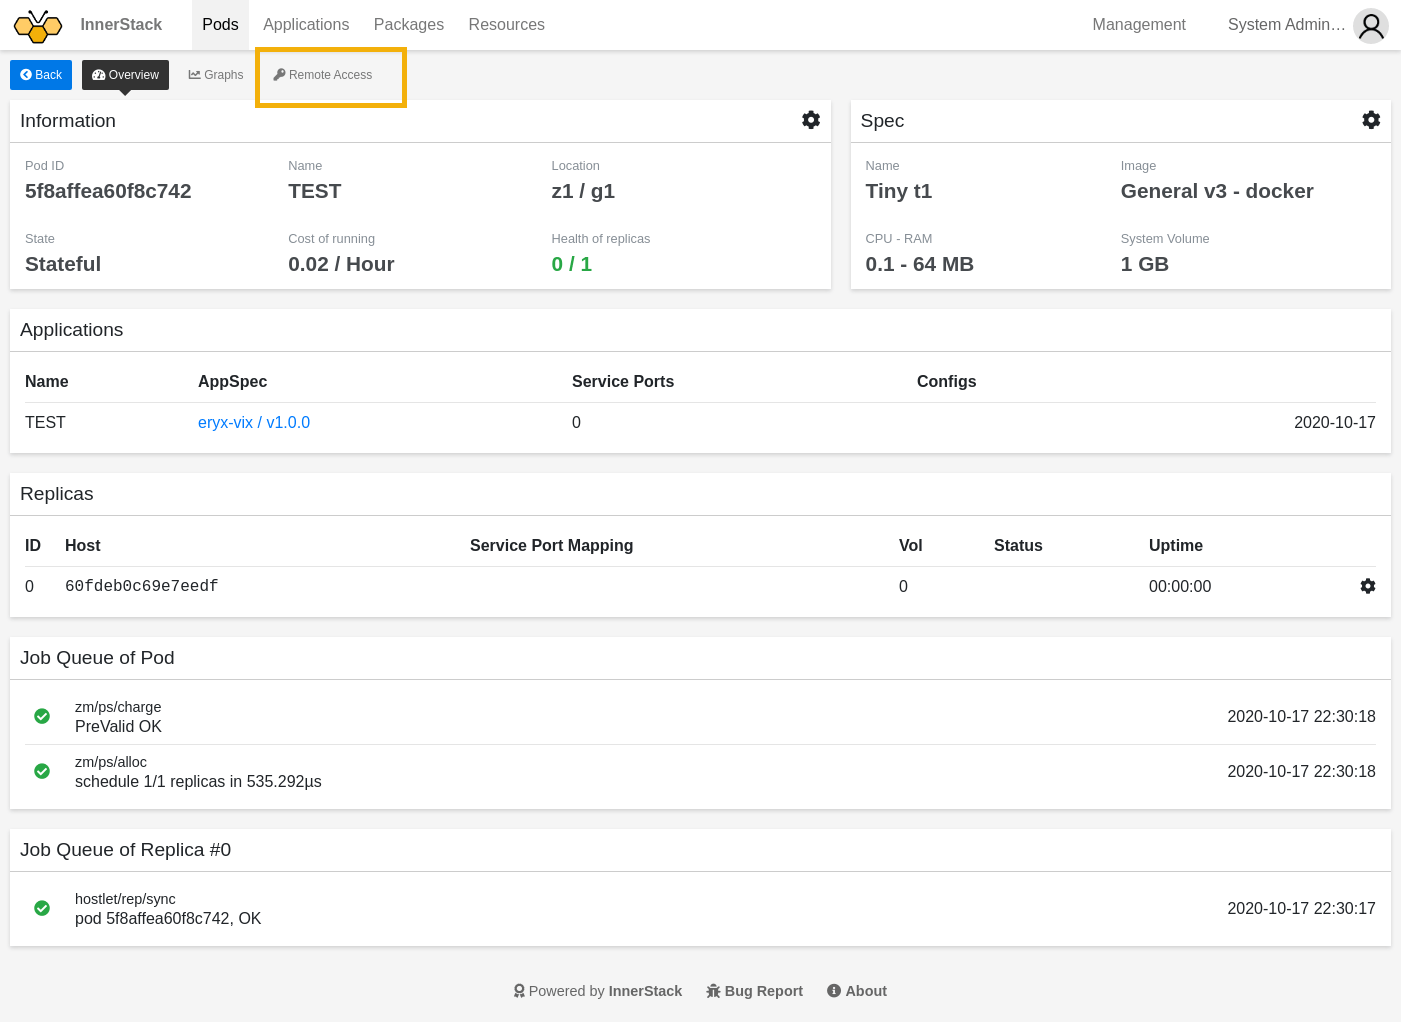 InnerStack Pods Applications Packages Resources Management System Admin…
Back Overview Graphs Remote Access
Information
Pod ID Name Location
5f8affea60f8c742 TEST z1 / g1
State Cost of running Health of replicas
Stateful 0.02 / Hour 0 / 1
Spec
Name Image
Tiny t1 General v3 - docker
CPU - RAM System Volume
0.1 - 64 MB 1 GB
Applications
Name AppSpec Service Ports Configs
TEST eryx-vix / v1.0.0 0 2020-10-17
Replicas
ID Host Service Port Mapping Vol Status Uptime
0 60fdeb0c69e7eedf 0 00:00:00
Job Queue of Pod
zm/ps/charge
PreValid OK 2020-10-17 22:30:18
zm/ps/alloc
schedule 1/1 replicas in 535.292µs 2020-10-17 22:30:18
Job Queue of Replica #0
hostlet/rep/sync
pod 5f8affea60f8c742, OK 2020-10-17 22:30:17
Powered by InnerStack Bug Report About